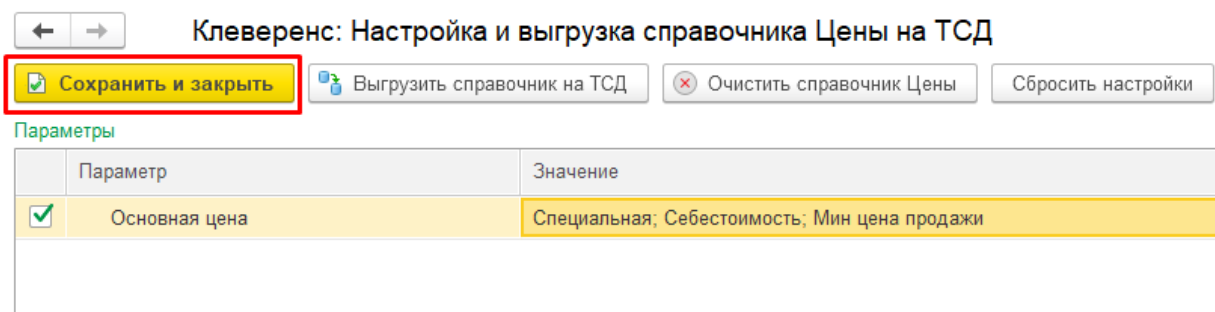 Клеверенс: Настройка и выгрузка справочника Цены на ТСД
Сохранить и закрыть Выгрузить справочник на ТСД Очистить справочник Цены Сбросить настройки
Параметры
Параметр Значение
Основная цена Специальная; Себестоимость; Мин цена продажи